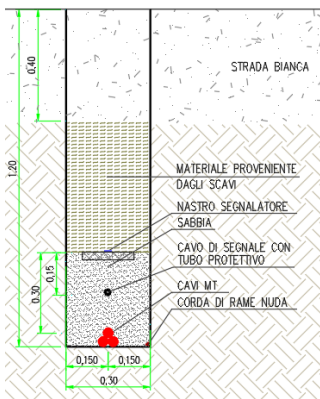 0,40
STRADA BIANCA
1,20
MATERIALE PROVENIENTE
DAGLI SCAVI
NASTRO SEGNALATORE
SABBIA
CAVO DI SEGNALE CON
TUBO PROTETTIVO
0,15
0.30
CAVI MT
CORDA DI RAME NUDA
0,150
0,150
0,30